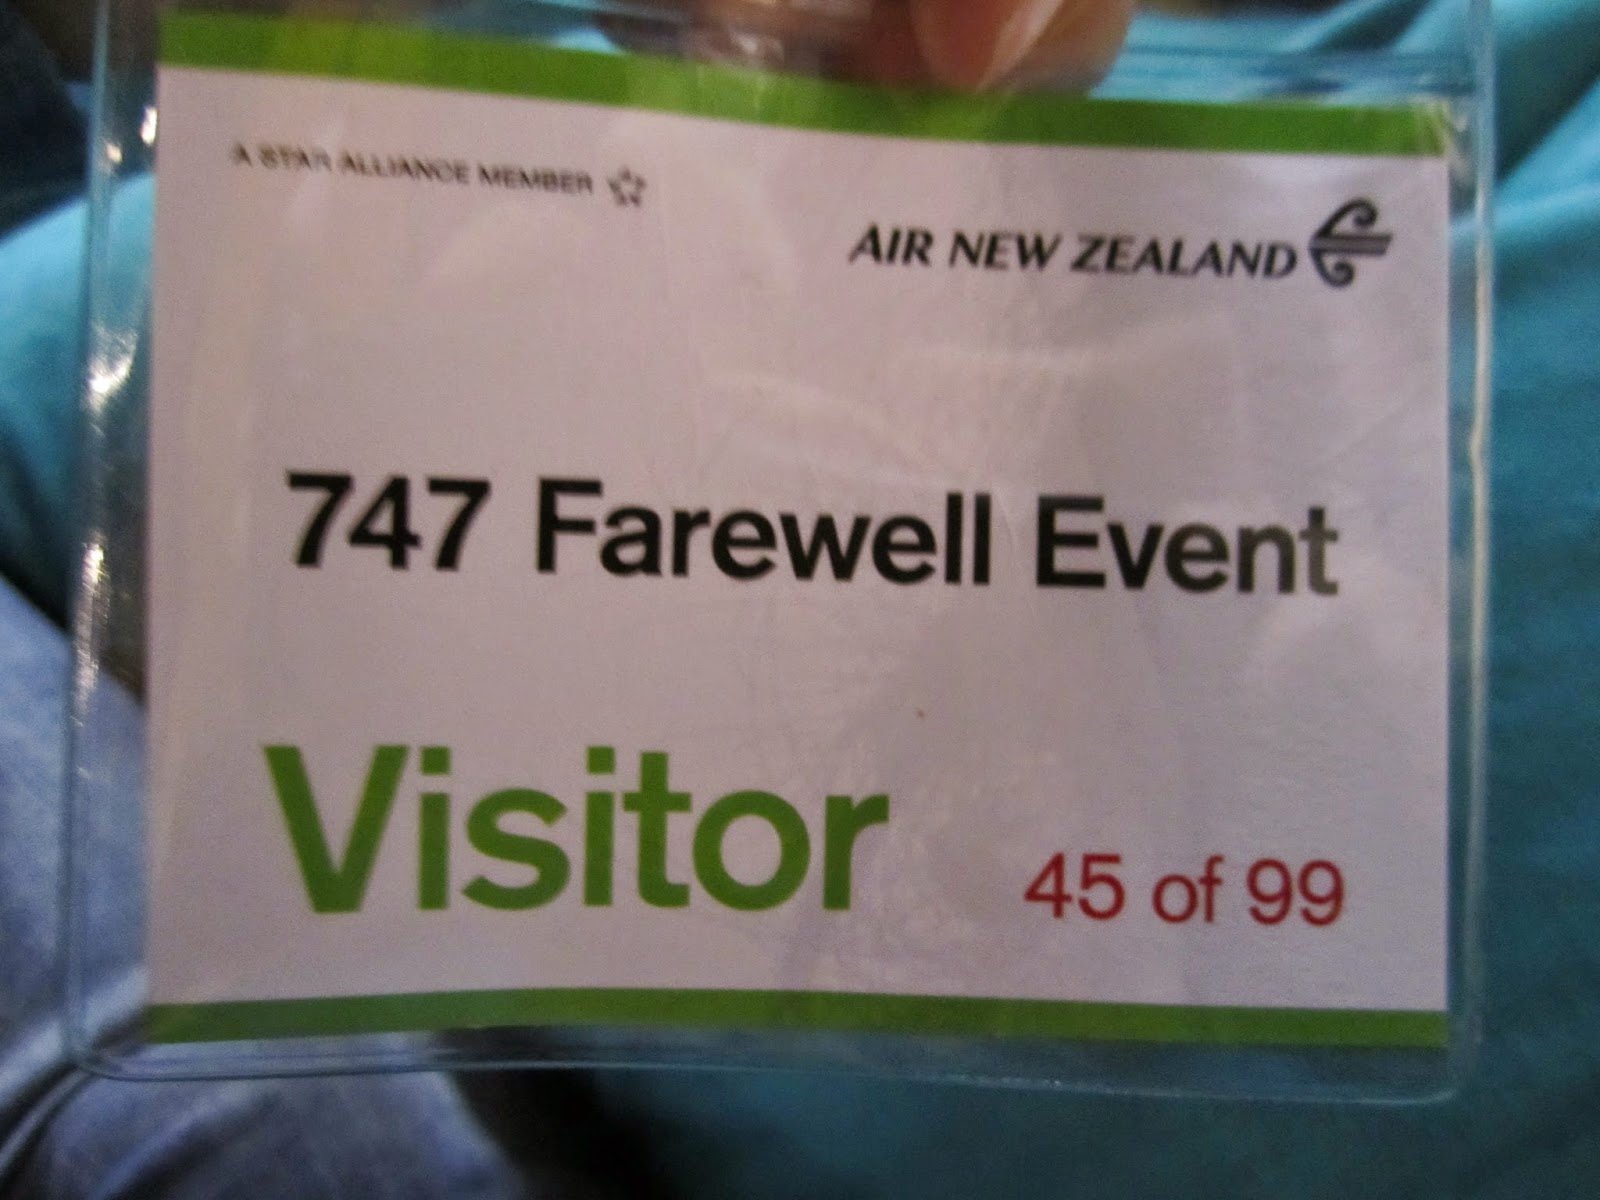 A STAR ALLIANCE MEMBER
AIR NEW ZEALAND
747 Farewell Event
Visitor
45 of 99